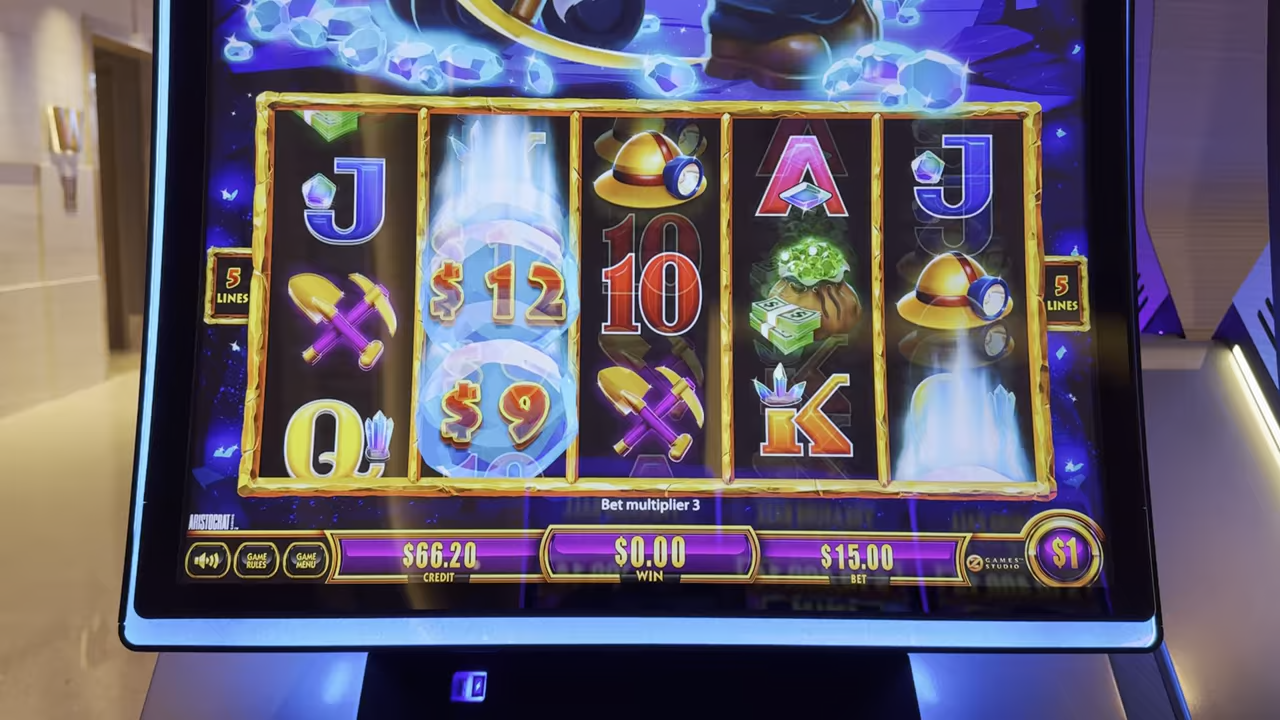 J
A
J
$ 12
10
5
LINES
5
LINES
$ 9
Q
K
Bet multiplier 3
ARISTOCRAT
GAME
RULES
GAME
MENU
$66.20
CREDIT
$0.00
WIN
$15.00
BET
Z GAMES
STUDIO
$1